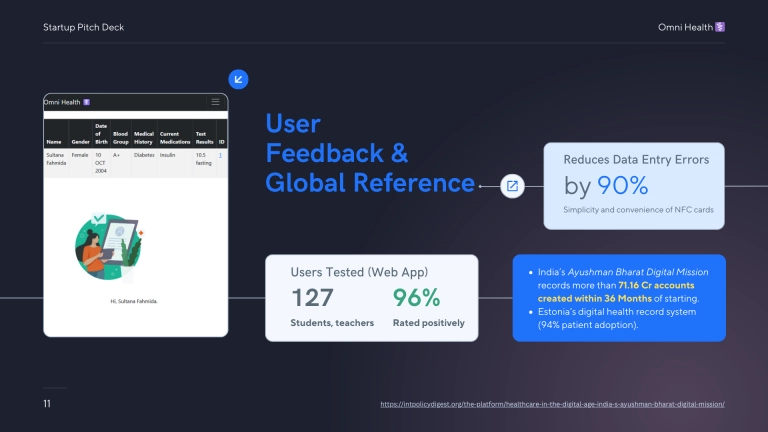 Startup Pitch Deck
Omni Health
Omni Health
Name Gender Date of Birth Blood Group Medical History Current Medications Test Results ID
Sultana Fahmida Female 10 OCT 2004 A+ Diabetes Insulin 10.5 fasting 1
Hi, Sultana Fahmida.
User
Feedback &
Global Reference
Reduces Data Entry Errors
by 90%
Simplicity and convenience of NFC cards
Users Tested (Web App)
127 96%
Students, teachers Rated positively
• India's Ayushman Bharat Digital Mission
records more than 71.16 Cr accounts
created within 36 Months of starting.
• Estonia's digital health record system
(94% patient adoption).
11
https://intpolicydigest.org/the-platform/healthcare-in-the-digital-age-india-s-ayushman-bharat-digital-mission/